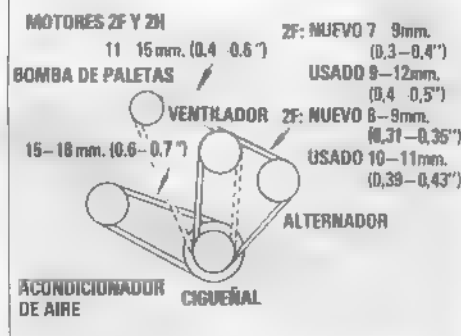 MOTORES 2F Y 2H
11 15 mm. (0.4 0.6")
BOMBA DE PALETAS
2F: NUEVO 7 9mm.
(0,3-0,4")
USADO 9-12mm.
(0,4 0,5")
VENTILADOR
2F: NUEVO 8-9mm.
(0,31-0,35")
USADO 10-11mm.
(0,39-0,43")
15-18 mm. (0.6-0.7")
ALTERNADOR
ACONDICIONADOR
DE AIRE
CIGUEÑAL